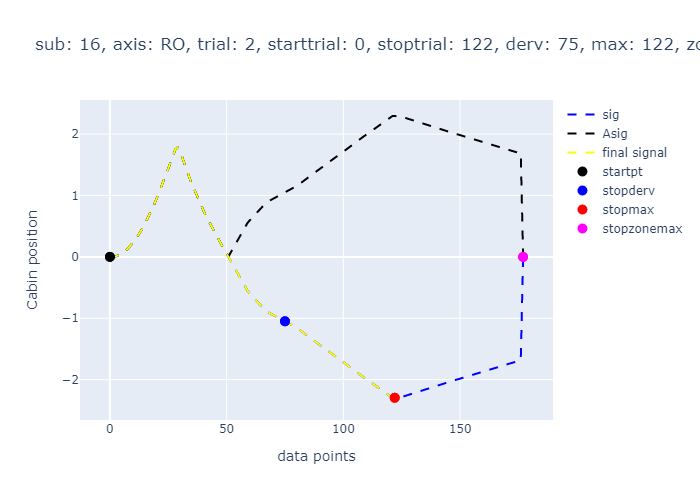 sub: 16, axis: RO, trial: 2, starttrial: 0, stoptrial: 122, derv: 75, max: 122,
sig
Asig
final signal
startpt
stopderv
stopmax
stopzonemax
2
1
0
−1
−2
Cabin position
0
50
100
150
data points